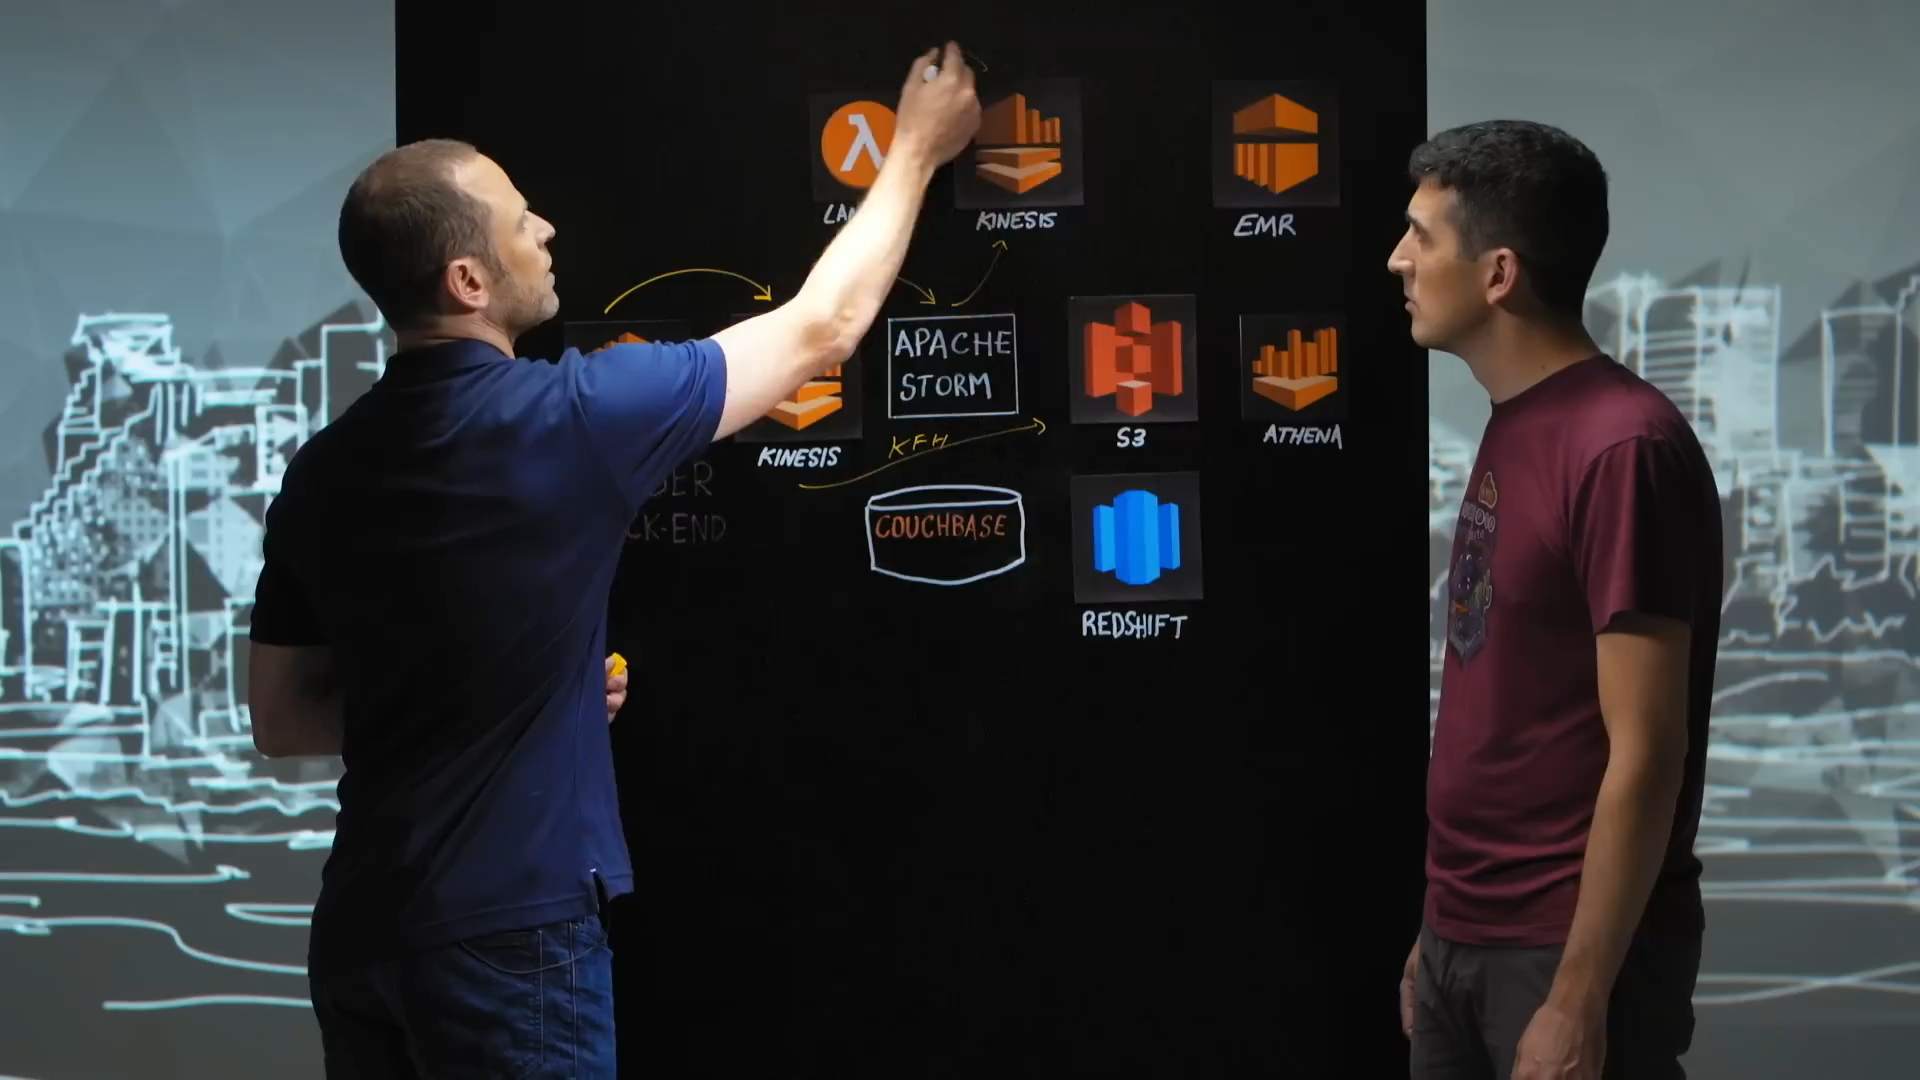 λ
KINESIS
EMR
APACHE
STORM
S3
ATHENA
KFH
KINESIS
COUCHBASE
REDSHIFT